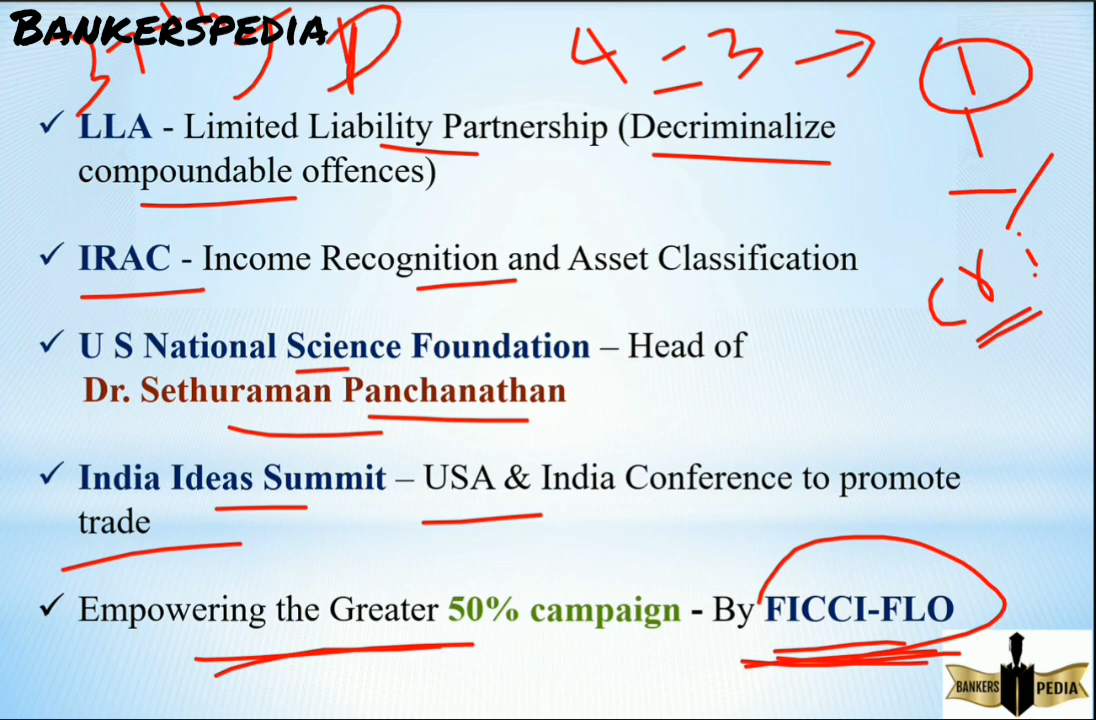 BANKERSPEDIA
4 = 3 → 1
✓ LLA - Limited Liability Partnership (Decriminalize
compoundable offences)
✓ IRAC - Income Recognition and Asset Classification
✓ U S National Science Foundation – Head of
Dr. Sethuraman Panchanathan
✓ India Ideas Summit – USA & India Conference to promote
trade
✓ Empowering the Greater 50% campaign - By FICCI-FLO
BANKERS PEDIA